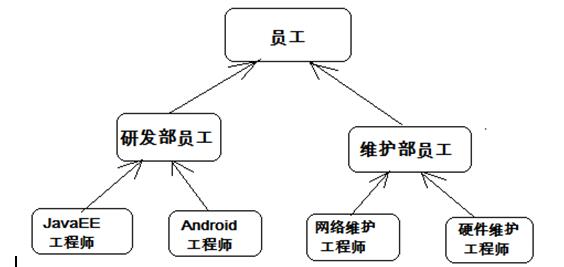 员工
研发部员工
维护部员工
JavaEE
工程师
Android
工程师
网络维护
工程师
硬件维护
工程师